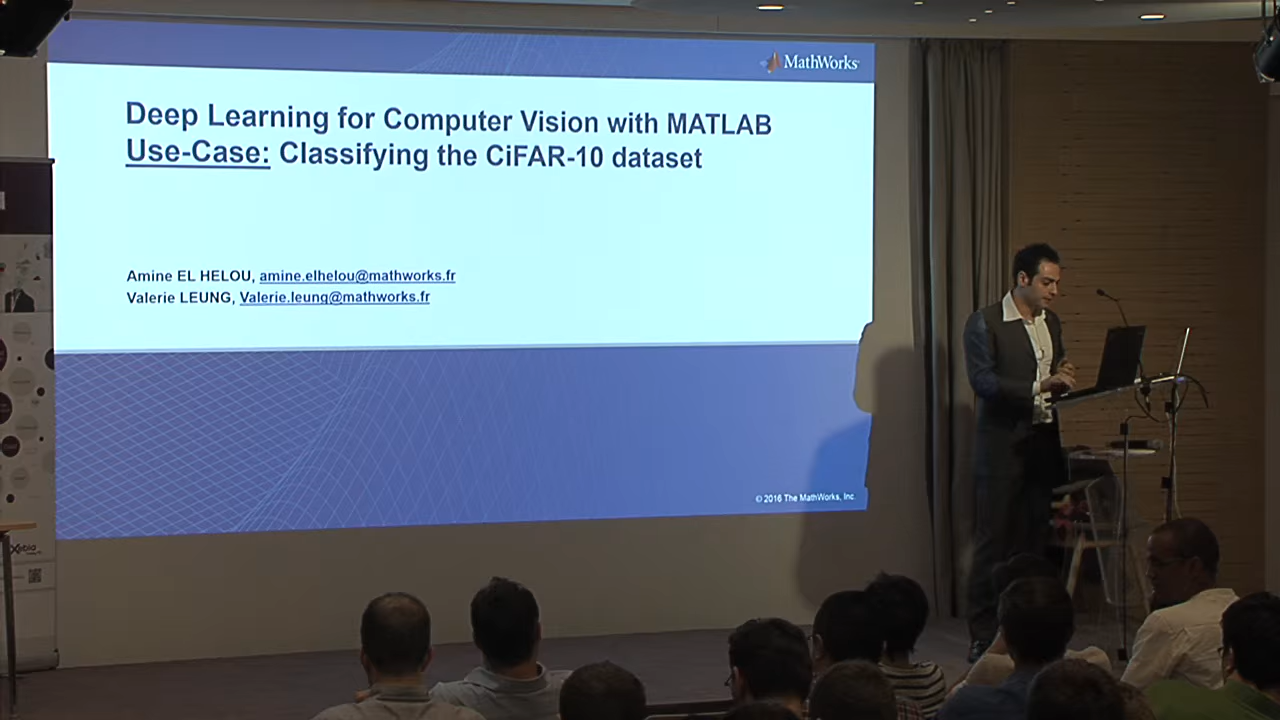 MathWorks
Deep Learning for Computer Vision with MATLAB
Use-Case: Classifying the CiFAR-10 dataset
Amine EL HELOU, amine.elhelou@mathworks.fr
Valerie LEUNG, Valerie.leung@mathworks.fr
© 2016 The MathWorks, Inc.
Xebia